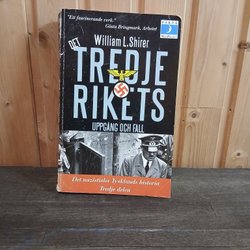 "Ett fascinerande verk."
Gösta Bringmark, Arbetet
William L. Shirer
DET
TREDJE
RIKETS
UPPGÅNG OCH FALL
Det nazistiska Tysklands historia
Tredje delen